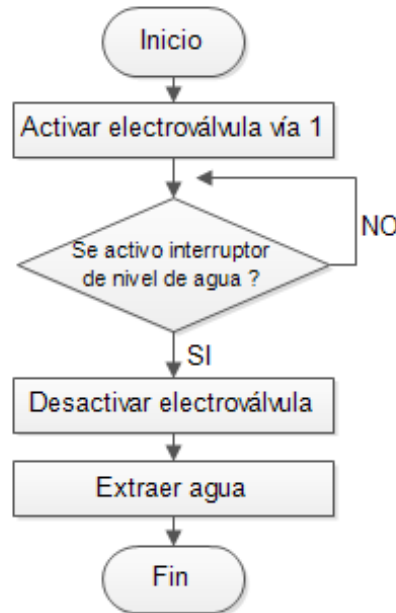 Inicio
Activar electroválvula vía 1
Se activo interruptor
de nivel de agua ?
NO
SI
Desactivar electroválvula
Extraer agua
Fin